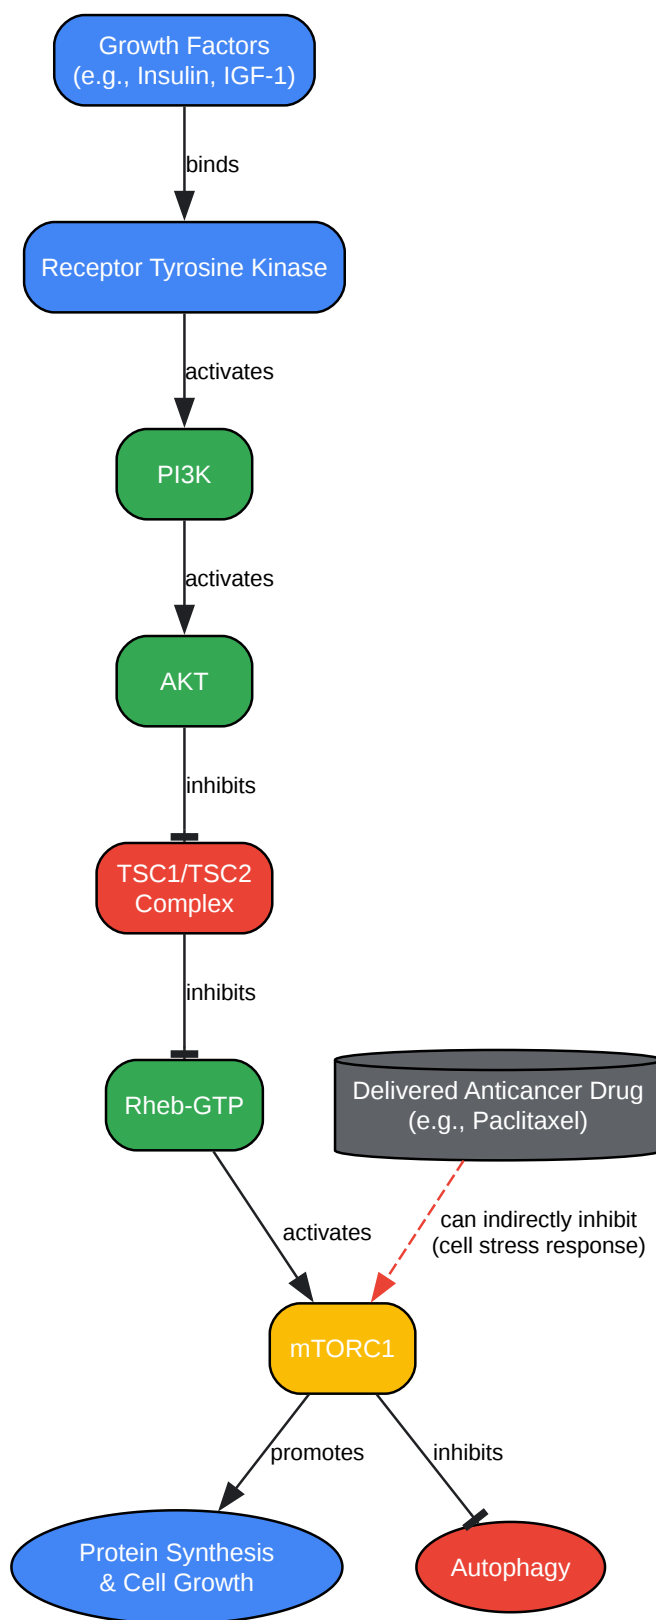 Growth Factors
(e.g., Insulin, IGF-1)
binds
Receptor Tyrosine Kinase
activates
PI3K
activates
AKT
inhibits
TSC1/TSC2
Complex
inhibits
Rheb-GTP
Delivered Anticancer Drug
(e.g., Paclitaxel)
activates
can indirectly inhibit
(cell stress response)
mTORC1
promotes
inhibits
Protein Synthesis
& Cell Growth
Autophagy